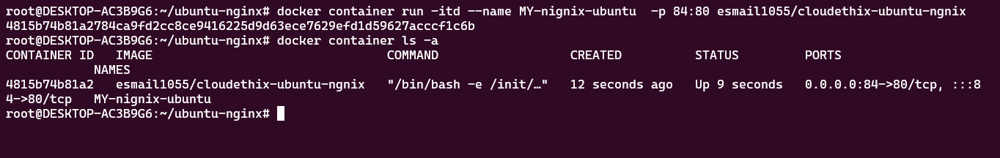 root@DESKTOP-AC3B9G6:~/ubuntu-nginx# docker container run -itd --name MY-nignix-ubuntu  -p 84:80 esmail1055/cloudethix-ubuntu-ngnix
4815b74b81a2784ca9fd2cc8ce9416225d9d63ece7629efd1d59627acccf1c6b
root@DESKTOP-AC3B9G6:~/ubuntu-nginx# docker container ls -a
CONTAINER ID   IMAGE                                COMMAND                  CREATED          STATUS         PORTS
            NAMES
4815b74b81a2   esmail1055/cloudethix-ubuntu-ngnix   "/bin/bash -e /init/…"   12 seconds ago   Up 9 seconds   0.0.0.0:84->80/tcp, :::8
4->80/tcp   MY-nignix-ubuntu
root@DESKTOP-AC3B9G6:~/ubuntu-nginx#